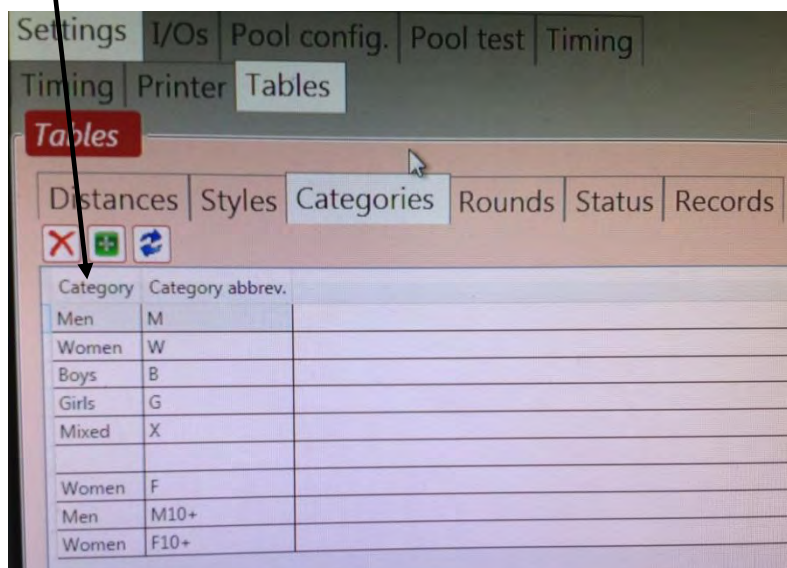 Settings I/Os Pool config. Pool test Timing
Timing Printer Tables
Tables
Distances Styles Categories Rounds Status Records
Category Category abbrev.
Men M
Women W
Boys B
Girls G
Mixed X
Women F
Men M10+
Women F10+